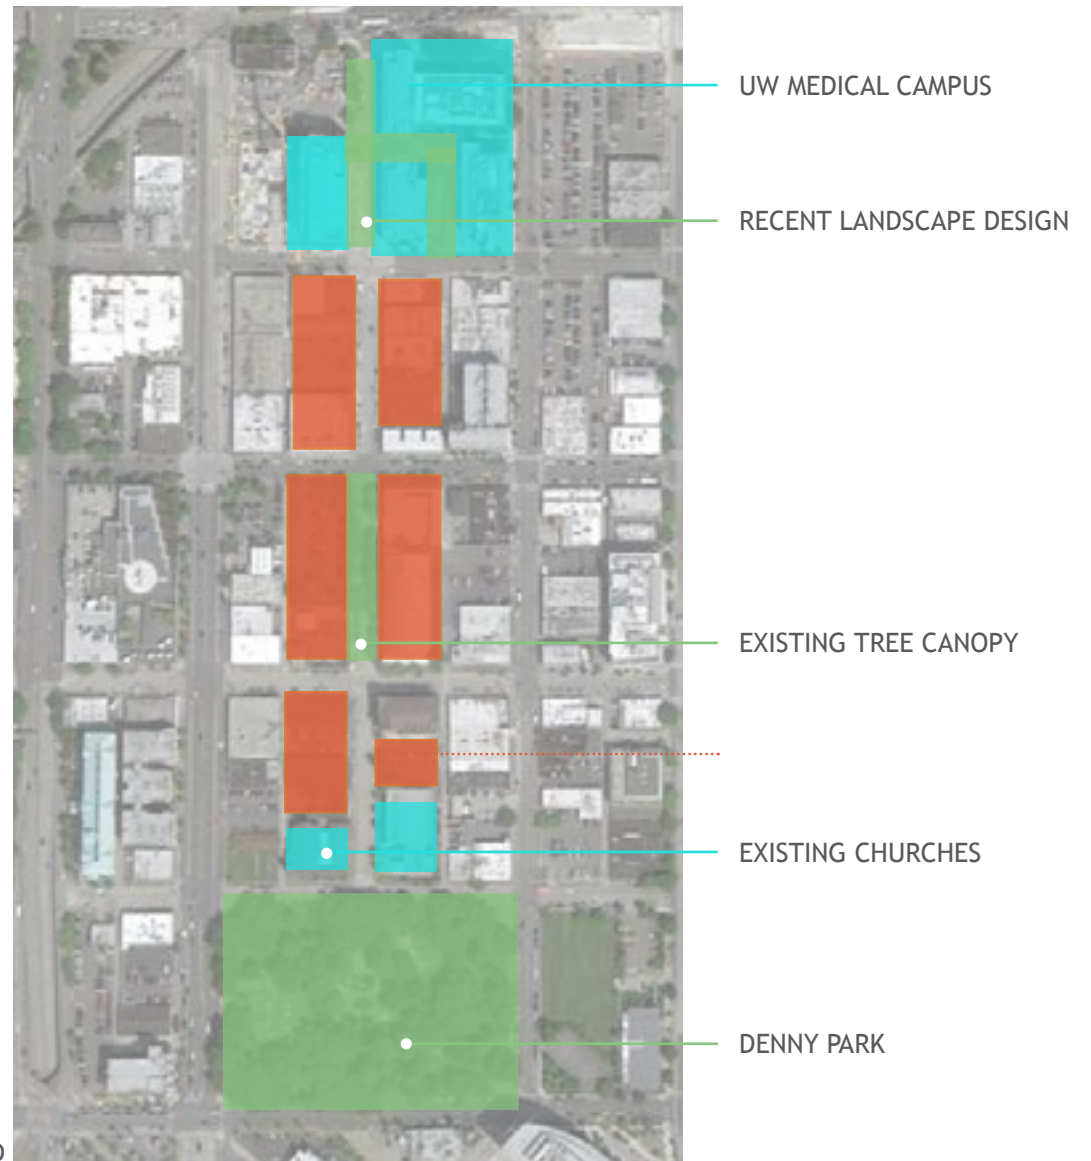 UW MEDICAL CAMPUS
RECENT LANDSCAPE DESIGN
EXISTING TREE CANOPY
EXISTING CHURCHES
DENNY PARK